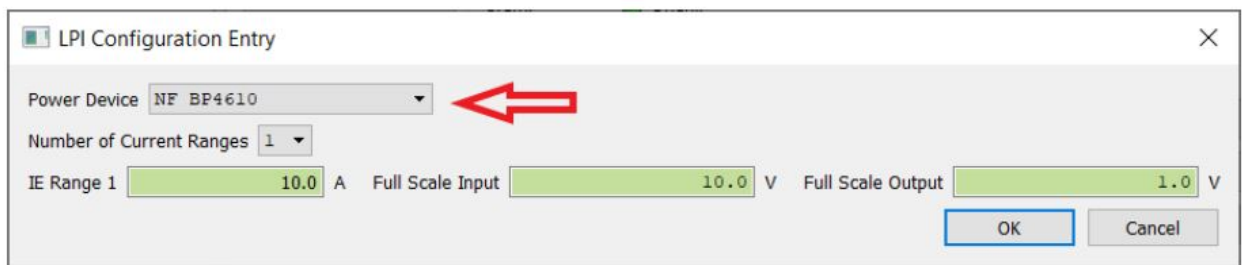 LPI Configuration Entry
Power Device NF BP4610
Number of Current Ranges 1
IE Range 1 10.0 A Full Scale Input 10.0 V Full Scale Output 1.0 V
OK Cancel